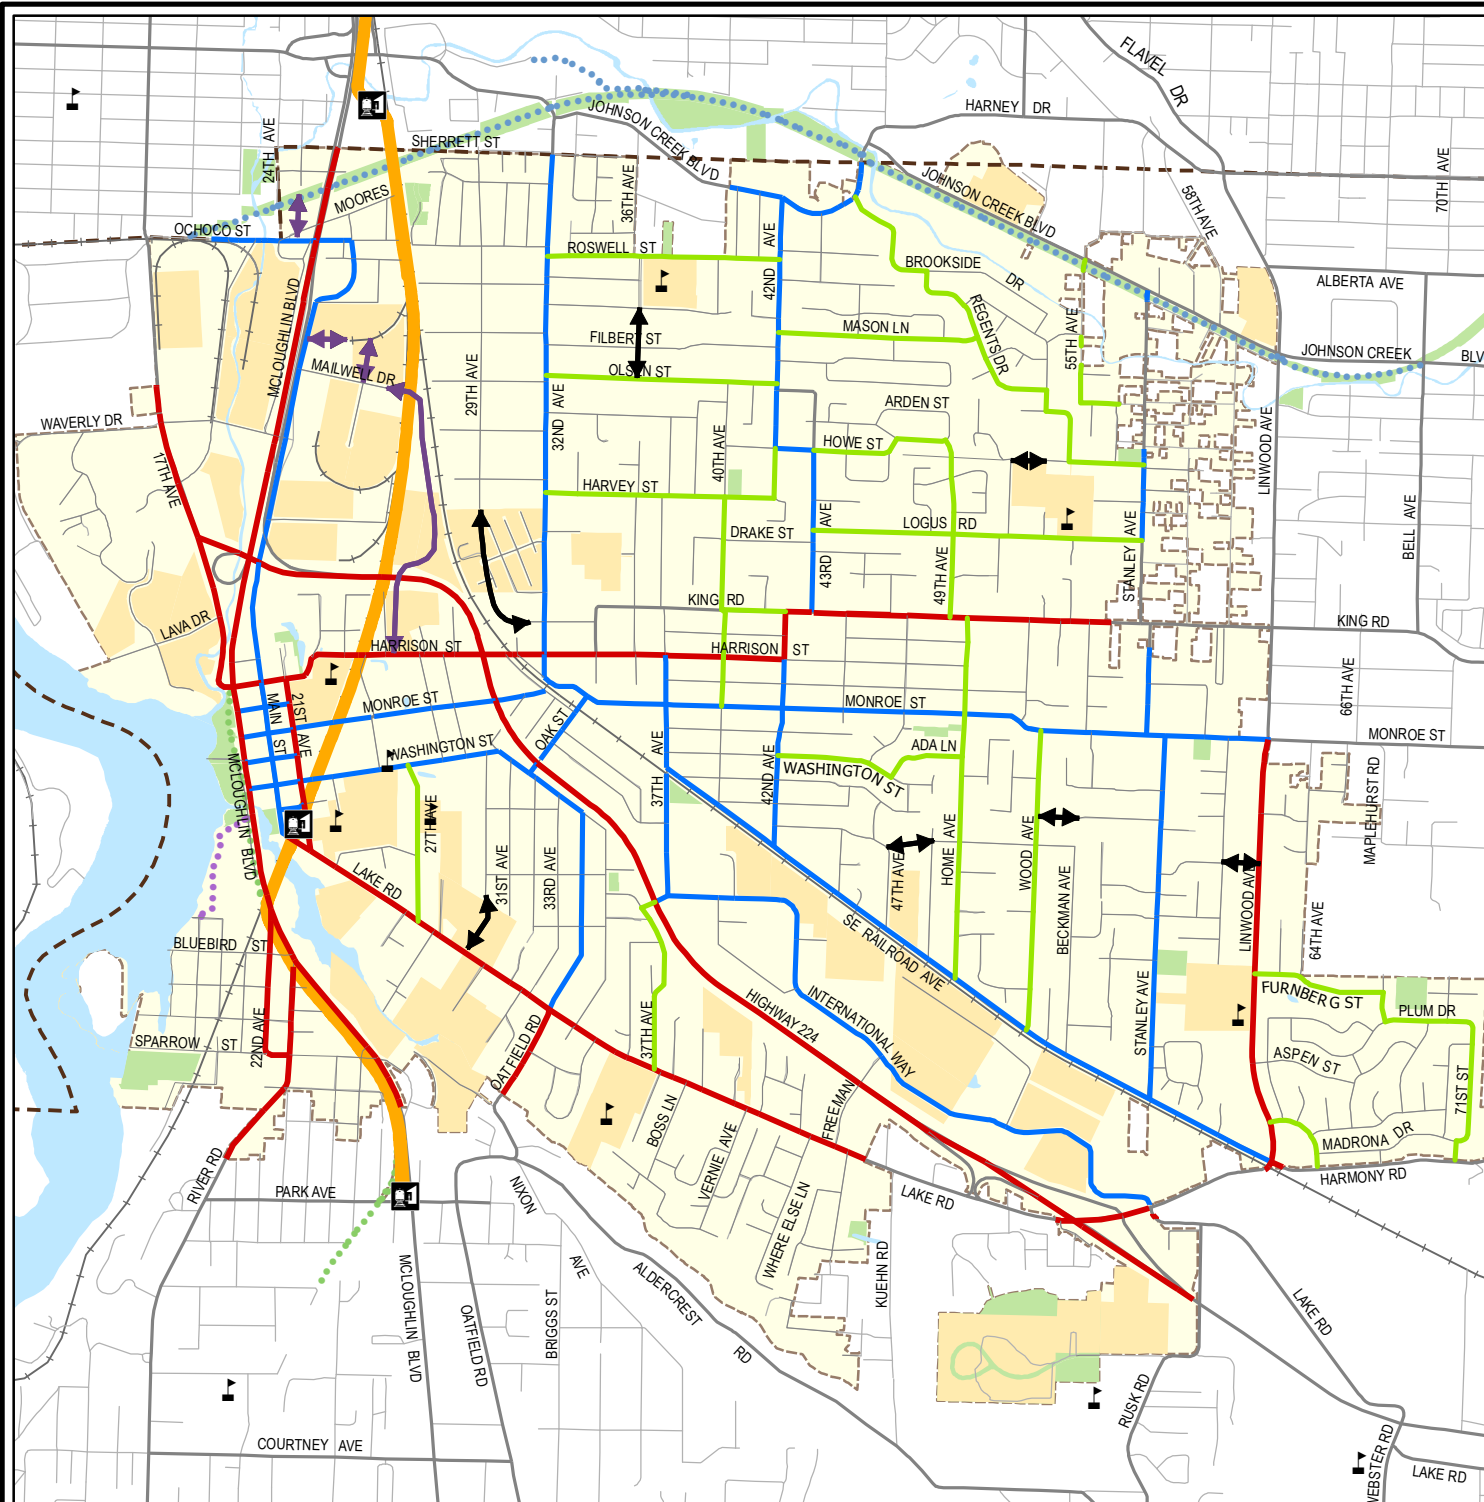 FLAVEL
DR
HARNEY DR
JOHNSON CREEK BLVD
24TH AVE
SHERRETT ST
MOORES
36TH AVE
JOHNSON CREEK BLVD
58TH AVE
70TH AVE
OCHOCO ST
ROSWELL ST
42ND AVE
BROOKSIDE
DR
ALBERTA AVE
MCLOUGHLIN BLVD
REGENTS DR
MASON LN
55TH AVE
FILBERT ST
JOHNSON CREEK
BLV
OLSEN ST
MAILWELL DR
29TH AVE
32ND AVE
ARDEN ST
WAVERLY DR
HOWE ST
40TH AVE
LINWOOD AVE
17TH AVE
HARVEY ST
DRAKE ST
43RD AVE
LOGUS RD
STANLEY AVE
BELL AVE
49TH AVE
KING RD
KING RD
LAVA DR
HARRISON ST
HARRISON ST
66TH AVE
MONROE ST
MONROE ST
MONROE ST
MAIN ST
21ST AVE
OAK ST
WASHINGTON ST
37TH AVE
42ND AVE
ADA LN
WASHINGTON ST
MAPLEHURST RD
MCLOUGHLIN BLVD
27TH AVE
LAKE RD
31ST AVE
33RD AVE
47TH AVE
HOME AVE
WOOD AVE
BECKMAN AVE
LINWOOD AVE
64TH AVE
BLUEBIRD ST
SE RAILROAD AVE
FURNBERG ST
PLUM DR
22ND AVE
SPARROW ST
OATFIELD RD
37TH AVE
HIGHWAY 224
INTERNATIONAL WAY
STANLEY AVE
ASPEN ST
71ST ST
BOSS LN
FREEMAN
VERNIE AVE
MADRONA DR
HARMONY RD
RIVER RD
PARK AVE
NIXON
AVE
WHERE ELSE LN
LAKE RD
KUEHN RD
MCLOUGHLIN BLVD
OATFIELD RD
BRIGGS ST
ALDERCREST
RD
LAKE RD
RUSK RD
COURTNEY AVE
WEBSTER RD
LAKE RD